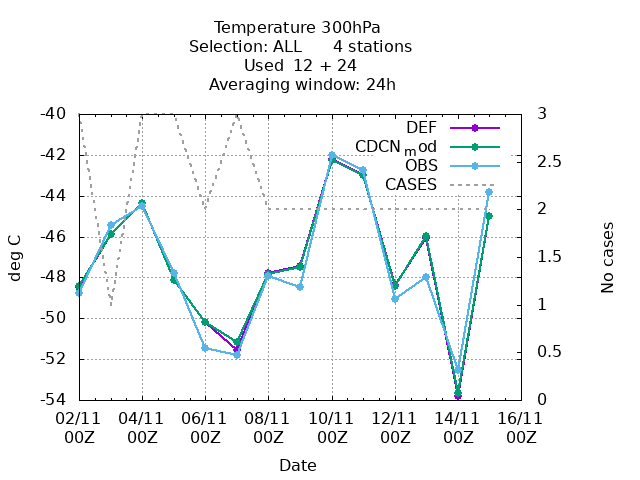 Temperature 300hPa
Selection: ALL 4 stations
Used 12 + 24
Averaging window: 24h
-40 3
DEF
CDCNmod
OBS
CASES
-42 2.5
-44 2
-46 1.5
-48 1
-50 0.5
-52 0
-54
deg C
No cases
02/11 04/11 06/11 08/11 10/11 12/11 14/11 16/11
00Z 00Z 00Z 00Z 00Z 00Z 00Z 00Z
Date